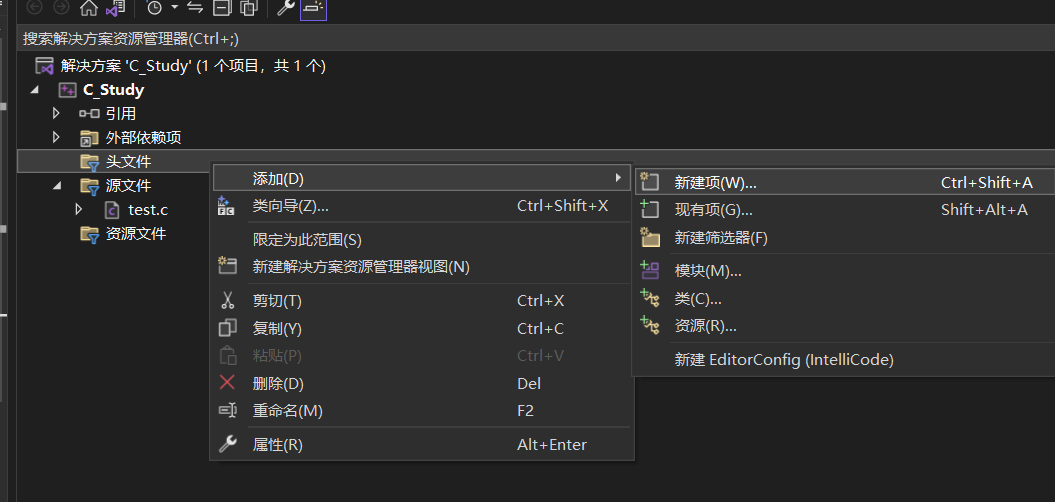 搜索解决方案资源管理器(Ctrl+;)
解决方案 'C_Study' (1 个项目，共 1 个)
C_Study
引用
外部依赖项
头文件
源文件
test.c
资源文件
添加(D)
类向导(Z)... Ctrl+Shift+X
限定为此范围(S)
新建解决方案资源管理器视图(N)
剪切(T) Ctrl+X
复制(Y) Ctrl+C
粘贴(P) Ctrl+V
删除(D) Del
重命名(M) F2
属性(R) Alt+Enter
新建项(W)... Ctrl+Shift+A
现有项(G)... Shift+Alt+A
新建筛选器(F)
模块(M)...
类(C)...
资源(R)...
新建 EditorConfig (IntelliCode)